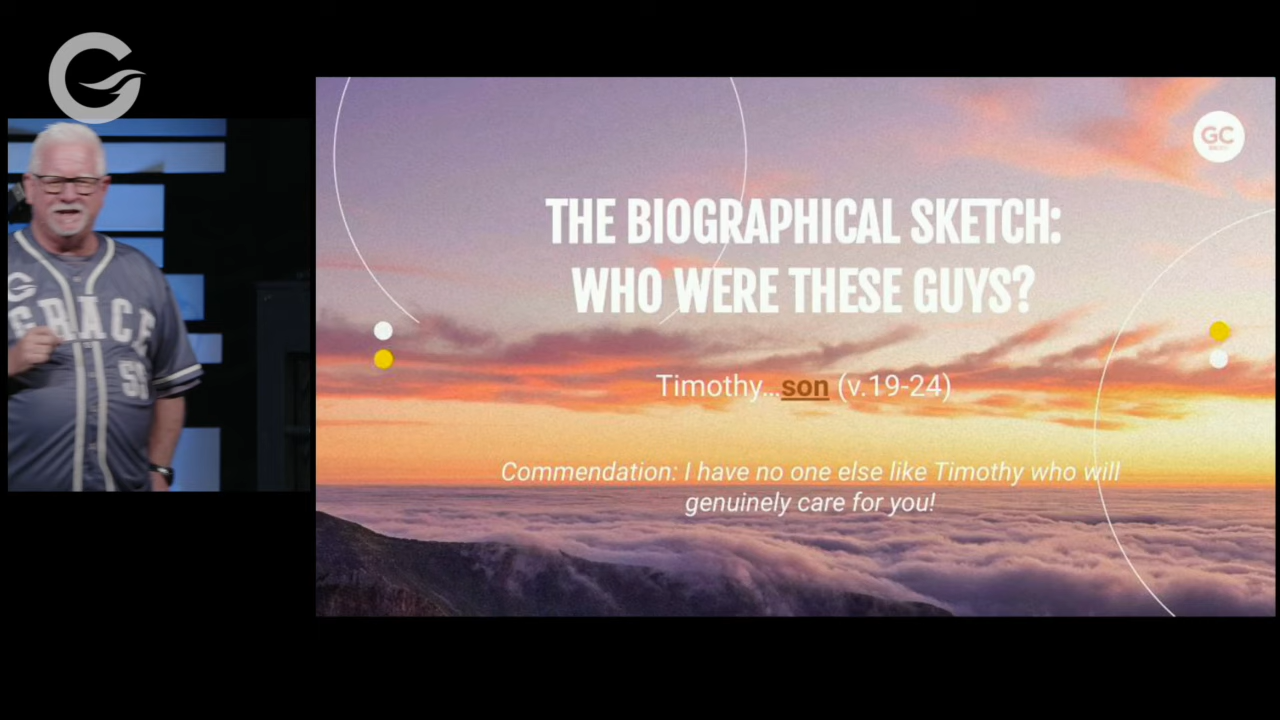 GRACE
GC
THE BIOGRAPHICAL SKETCH:
WHO WERE THESE GUYS?
Timothy...son (v.19-24)
Commendation: I have no one else like Timothy who will
genuinely care for you!